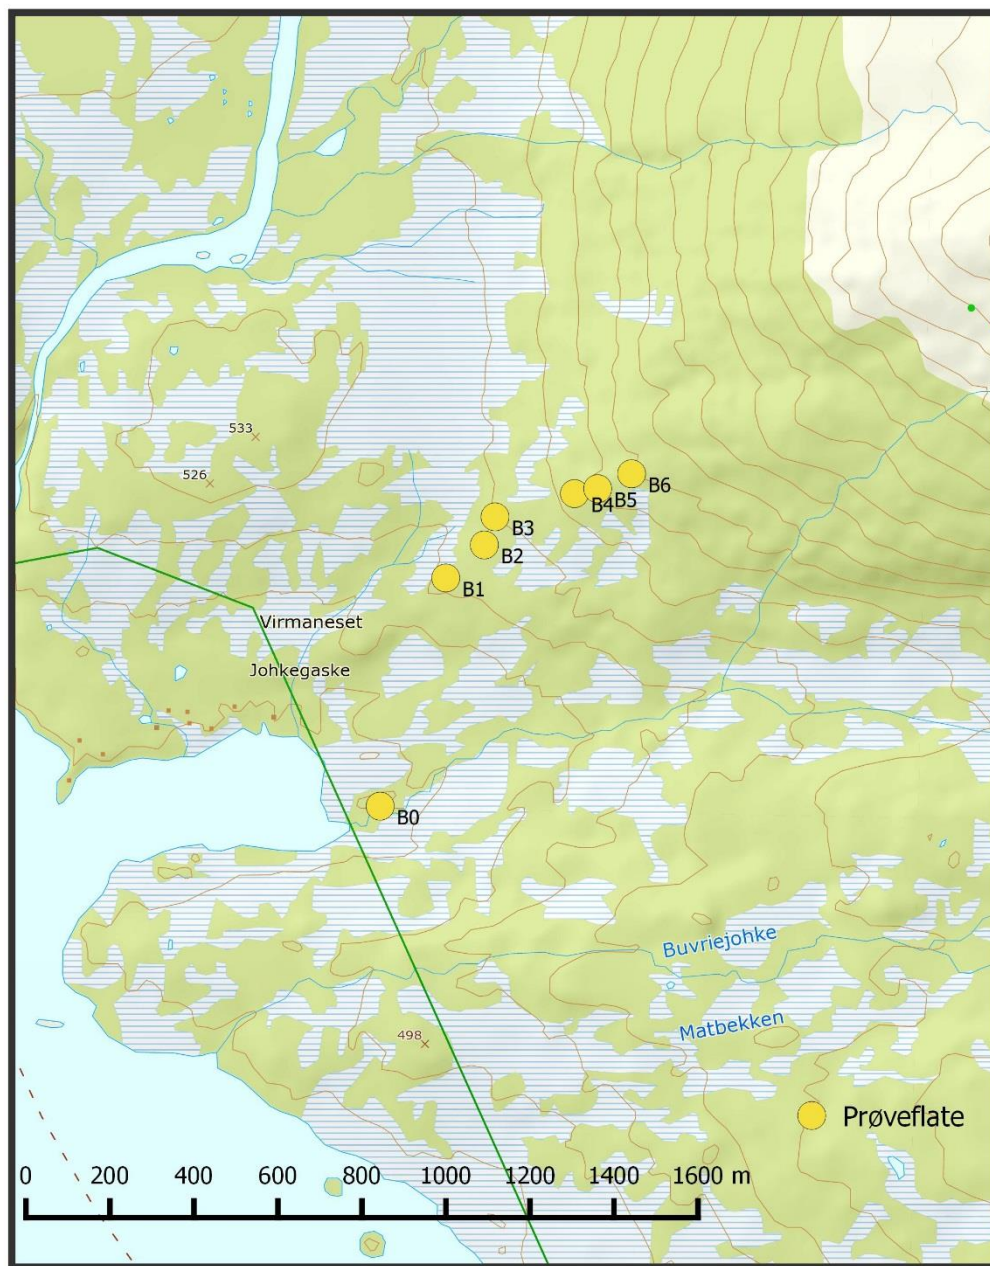 533
526
B6
B5
B4
B3
B2
B1
Virmaneset
Johkegaske
B0
Buvriejohke
Matbekken
498
Prøveflate
0 200 400 600 800 1000 1200 1400 1600 m